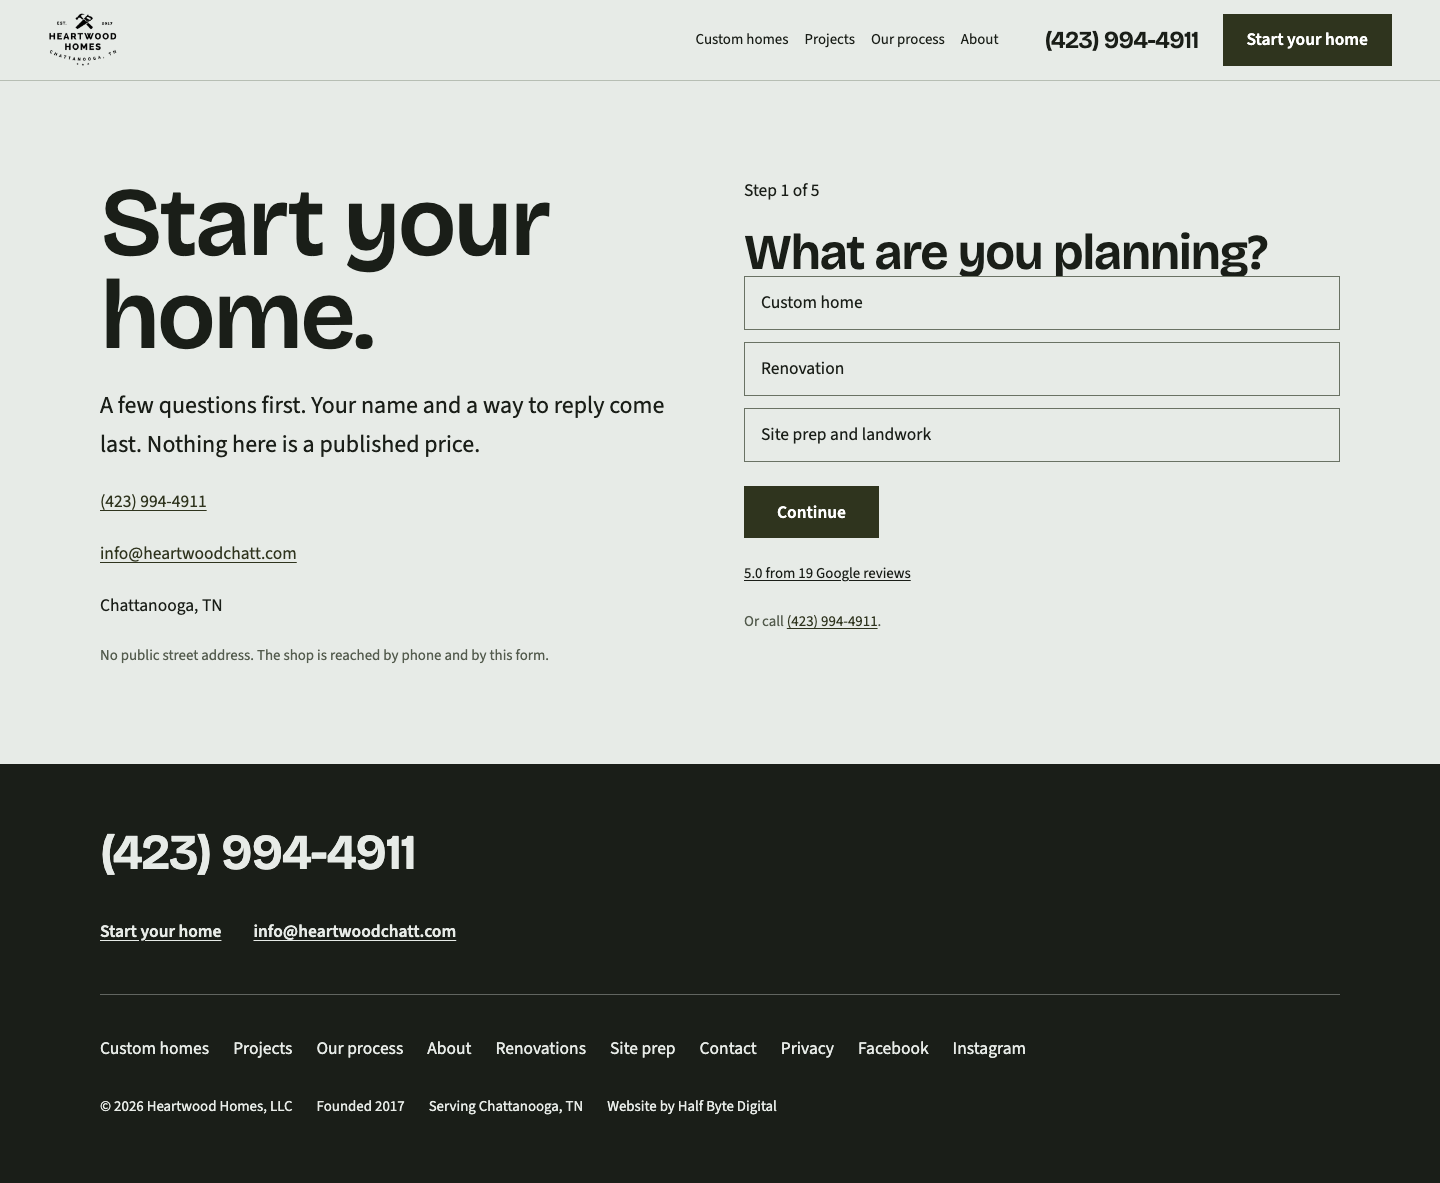 EST. 2017
HEARTWOOD
HOMES
CHATTANOOGA, TN
Custom homes Projects Our process About (423) 994-4911 Start your home
Start your
home.
A few questions first. Your name and a way to reply come
last. Nothing here is a published price.
(423) 994-4911
info@heartwoodchatt.com
Chattanooga, TN
No public street address. The shop is reached by phone and by this form.
Step 1 of 5
What are you planning?
Custom home
Renovation
Site prep and landwork
Continue
5.0 from 19 Google reviews
Or call (423) 994-4911.
(423) 994-4911
Start your home info@heartwoodchatt.com
Custom homes Projects Our process About Renovations Site prep Contact Privacy Facebook Instagram
© 2026 Heartwood Homes, LLC Founded 2017 Serving Chattanooga, TN Website by Half Byte Digital